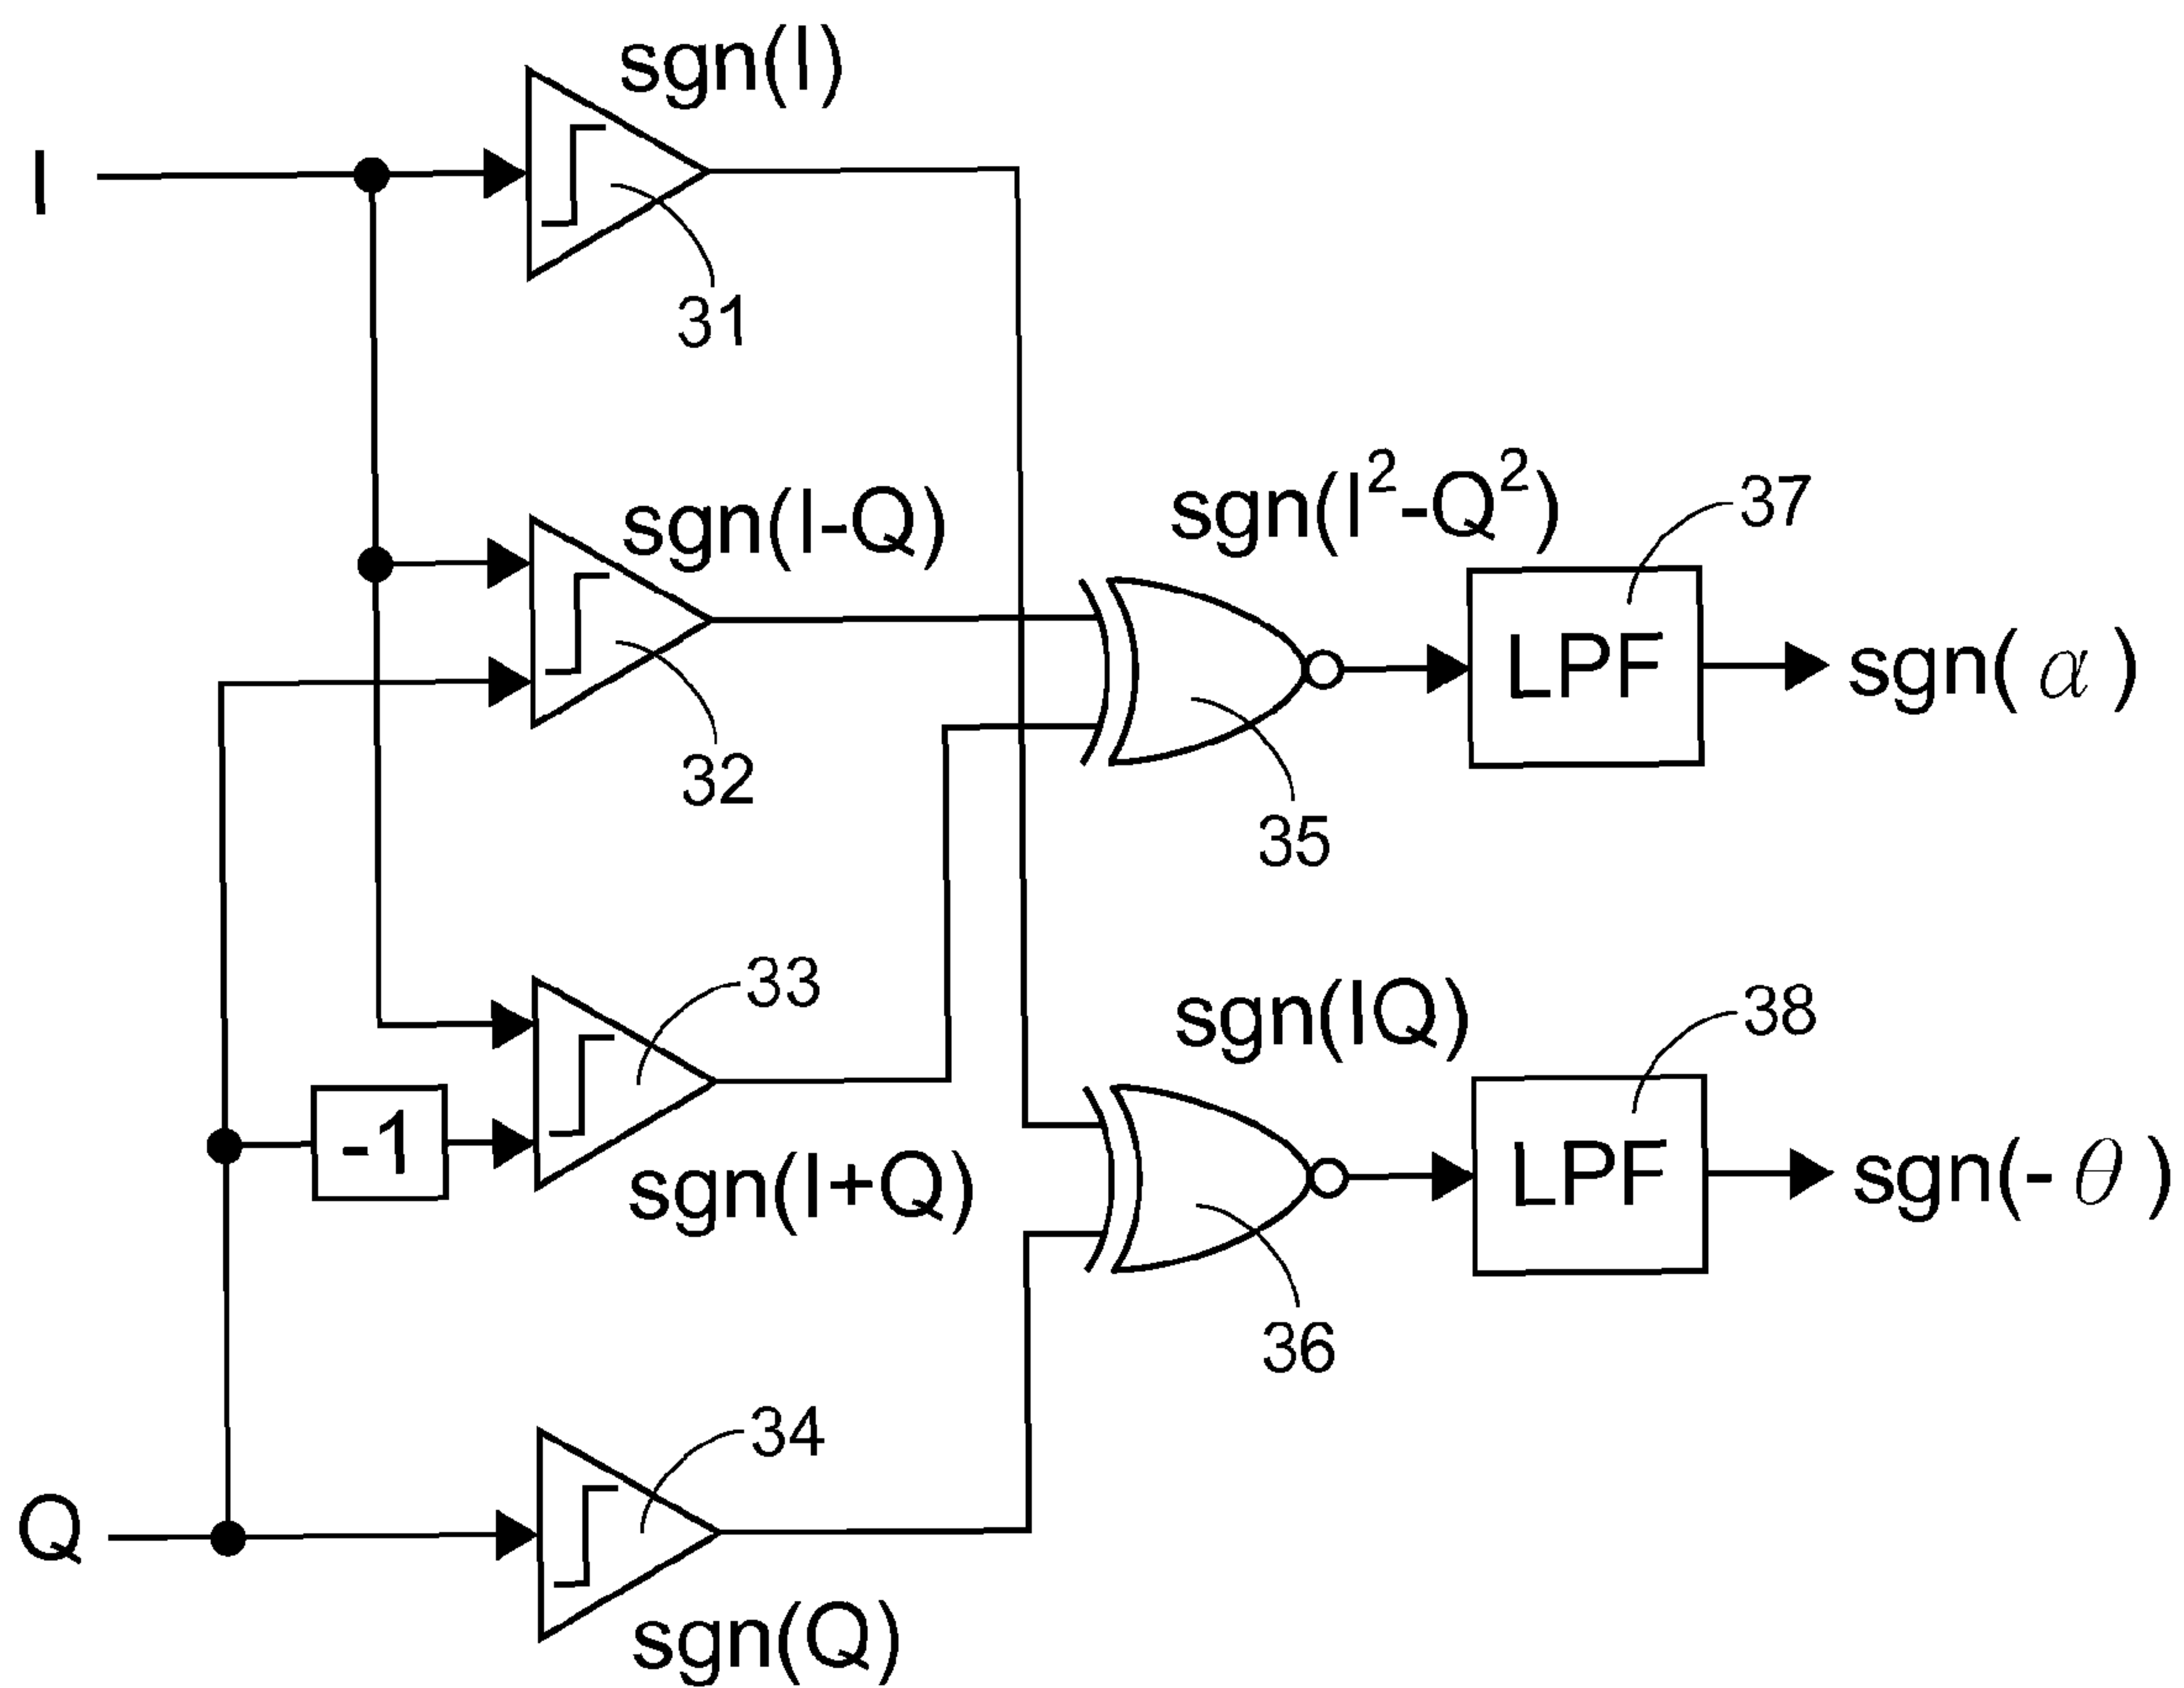 sgn(I)
I
31
sgn(I-Q)
sgn(I²-Q²)
37
LPF
sgn(α)
32
35
33
sgn(IQ)
38
-1
LPF
sgn(-θ)
sgn(I+Q)
36
34
Q
sgn(Q)